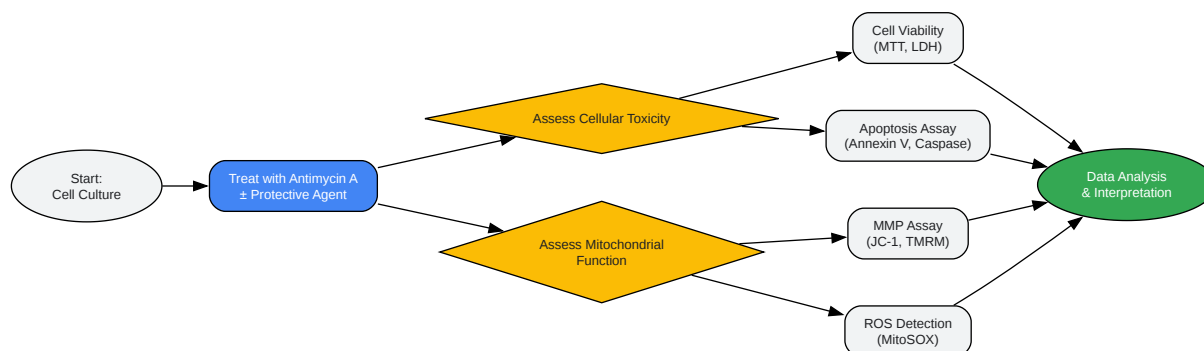 Start:
Cell Culture
Treat with Antimycin A
± Protective Agent
Assess Cellular Toxicity
Assess Mitochondrial
Function
Cell Viability
(MTT, LDH)
Apoptosis Assay
(Annexin V, Caspase)
MMP Assay
(JC-1, TMRM)
ROS Detection
(MitoSOX)
Data Analysis
& Interpretation